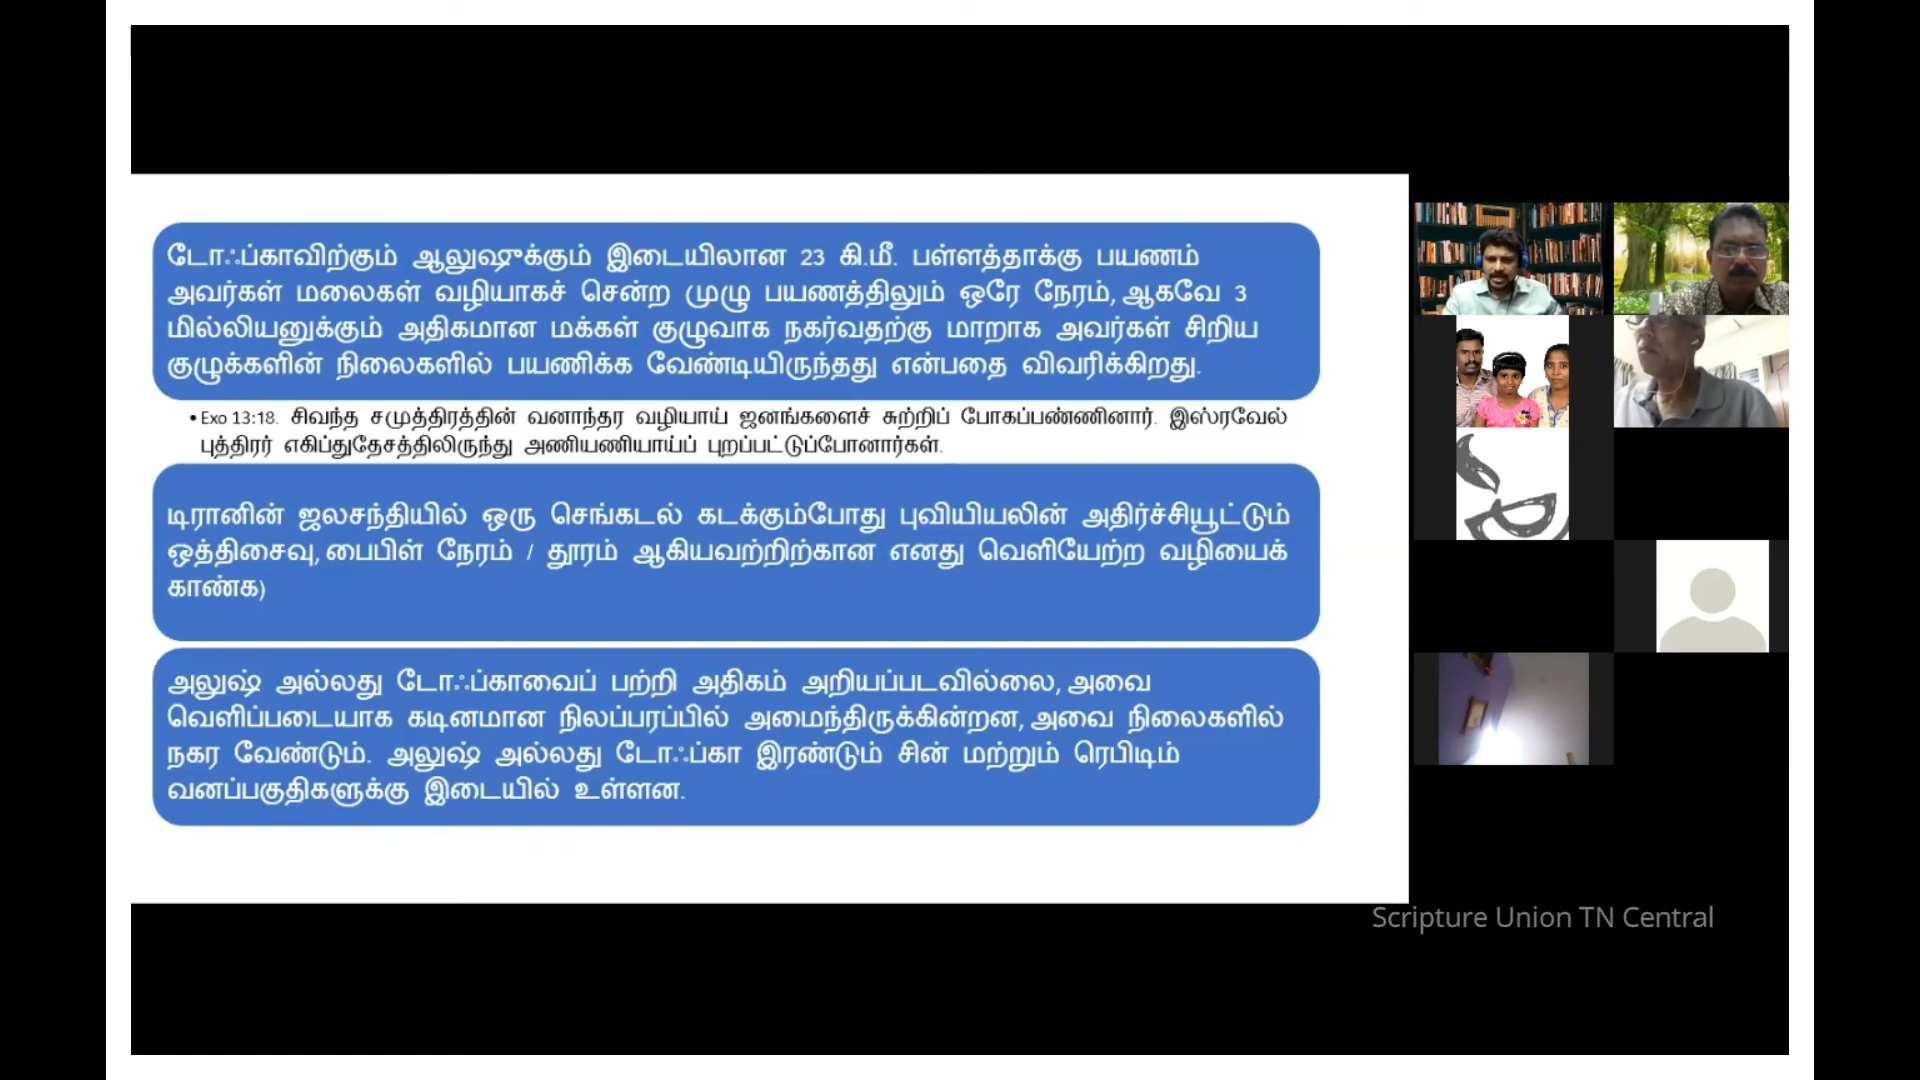 டோஃப்காவிற்கும் ஆலுஷுக்கும் இடையிலான 23 கி.மீ. பள்ளத்தாக்கு பயணம்
அவர்கள் மலைகள் வழியாகச் சென்ற முழு பயணத்திலும் ஒரே நேரம், ஆகவே 3
மில்லியனுக்கும் அதிகமான மக்கள் குழுவாக நகர்வதற்கு மாறாக அவர்கள் சிறிய
குழுக்களின் நிலைகளில் பயணிக்க வேண்டியிருந்தது என்பதை விவரிக்கிறது.
•Exo 13:18. சிவந்த சமுத்திரத்தின் வனாந்தர வழியாய் ஜனங்களைச் சுற்றிப் போகப்பண்ணினார். இஸ்ரவேல்
புத்திரர் எகிப்துதேசத்திலிருந்து அணியணியாய்ப் புறப்பட்டுப்போனார்கள்.
டிரானின் ஜலசந்தியில் ஒரு செங்கடல் கடக்கும்போது புவியியலின் அதிர்ச்சியூட்டும்
ஒத்திசைவு, பைபிள் நேரம் / தூரம் ஆகியவற்றிற்கான எனது வெளியேற்ற வழியைக்
காண்க)
அலுஷ் அல்லது டோஃப்காவைப் பற்றி அதிகம் அறியப்படவில்லை, அவை
வெளிப்படையாக கடினமான நிலப்பரப்பில் அமைந்திருக்கின்றன, அவை நிலைகளில்
நகர வேண்டும். அலுஷ் அல்லது டோஃப்கா இரண்டும் சின் மற்றும் ரெபிடிம்
வனப்பகுதிகளுக்கு இடையில் உள்ளன.
Scripture Union TN Central